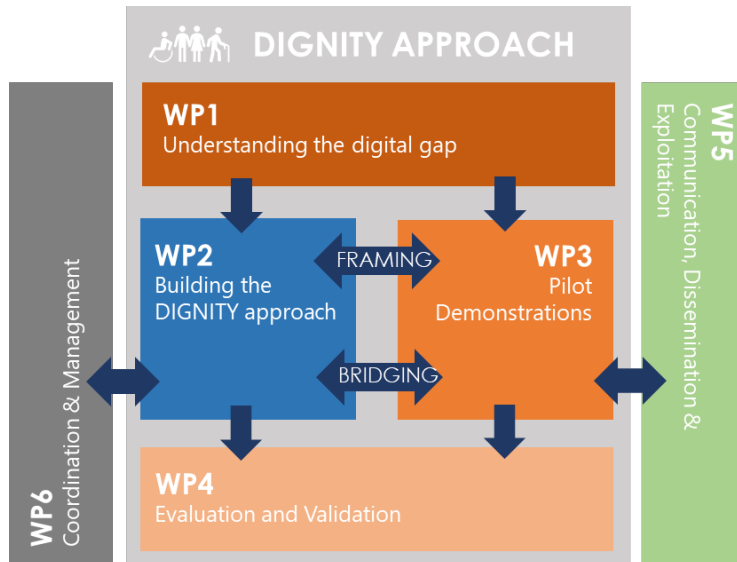 DIGNITY APPROACH
WP1
Understanding the digital gap
WP2
Building the
DIGNITY approach
FRAMING
BRIDGING
WP3
Pilot
Demonstrations
WP4
Evaluation and Validation
WP6
Coordination & Management
WP5
Communication, Dissemination &
Exploitation